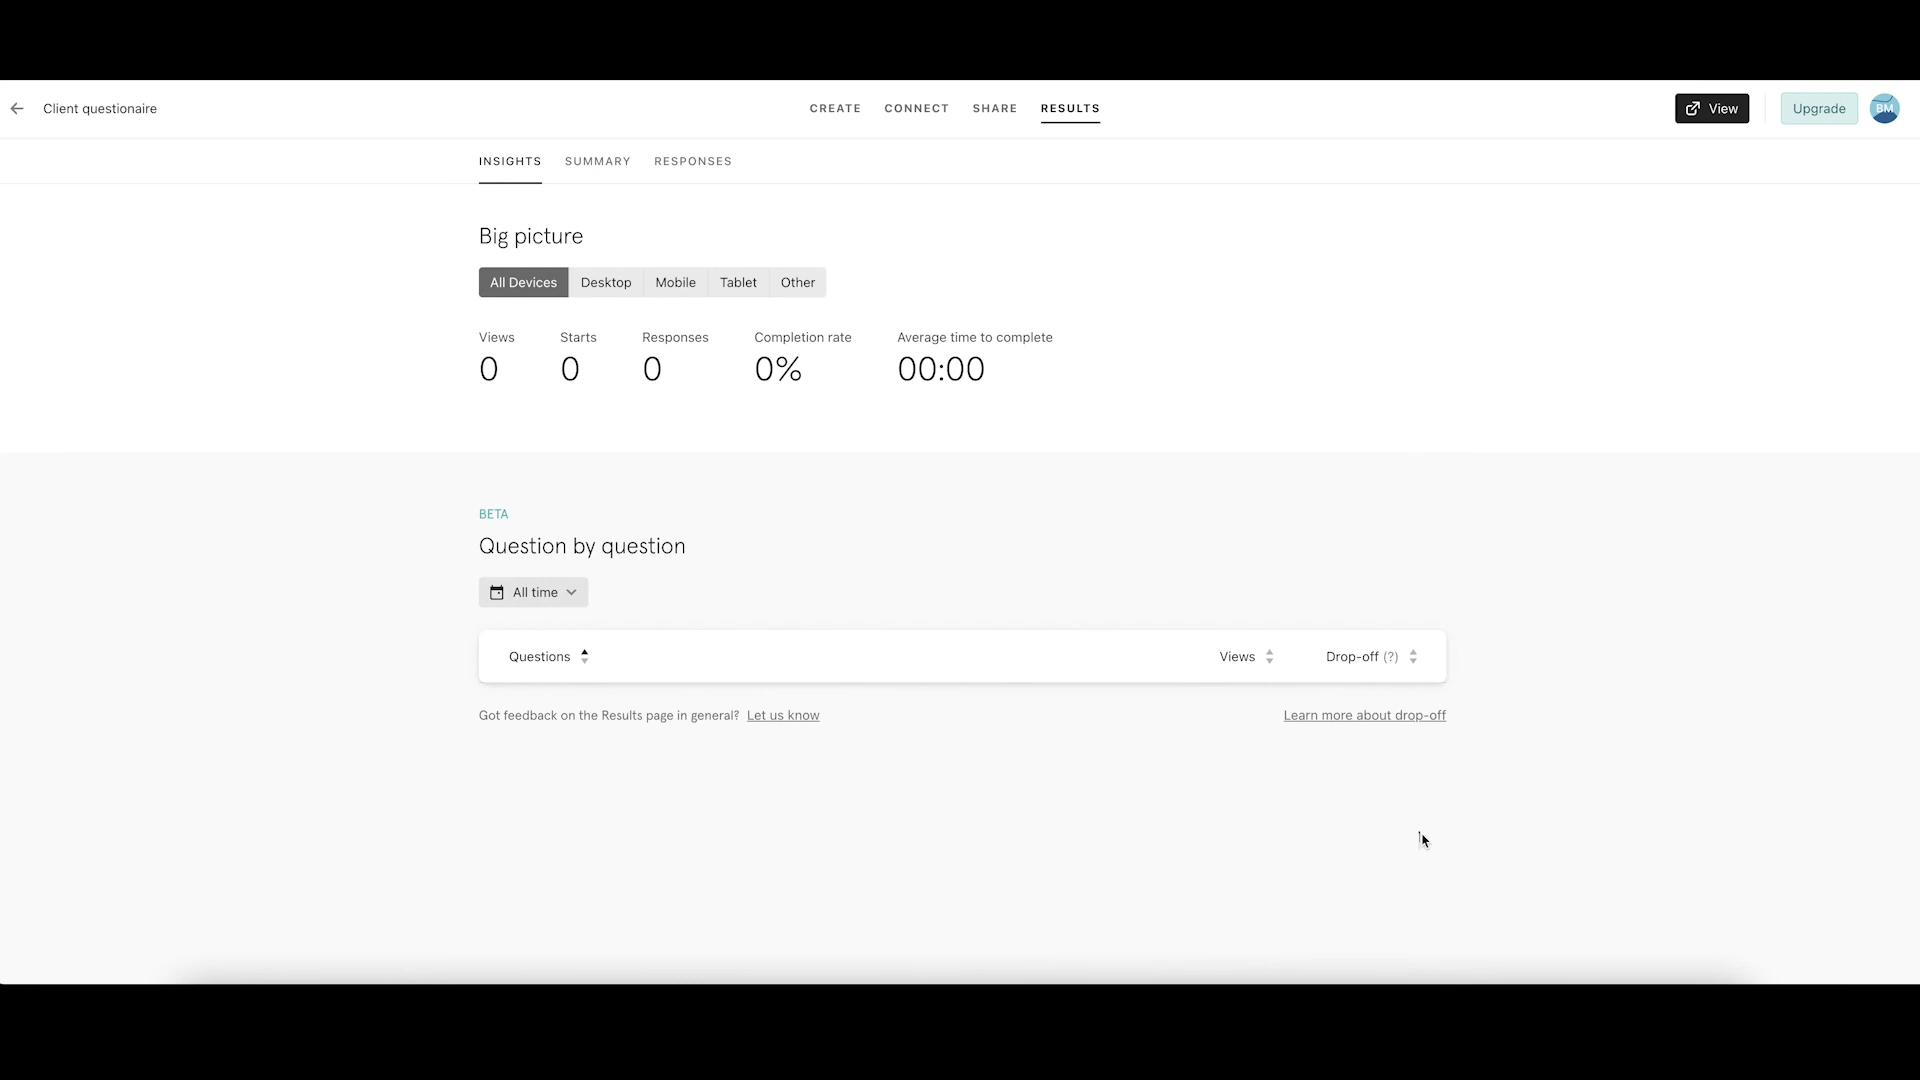 Client questionaire
CREATE CONNECT SHARE RESULTS
View
Upgrade
BM
INSIGHTS SUMMARY RESPONSES
Big picture
All Devices Desktop Mobile Tablet Other
Views Starts Responses Completion rate Average time to complete
0 0 0 0% 00:00
BETA
Question by question
All time
Questions Views Drop-off (?)
Got feedback on the Results page in general? Let us know Learn more about drop-off